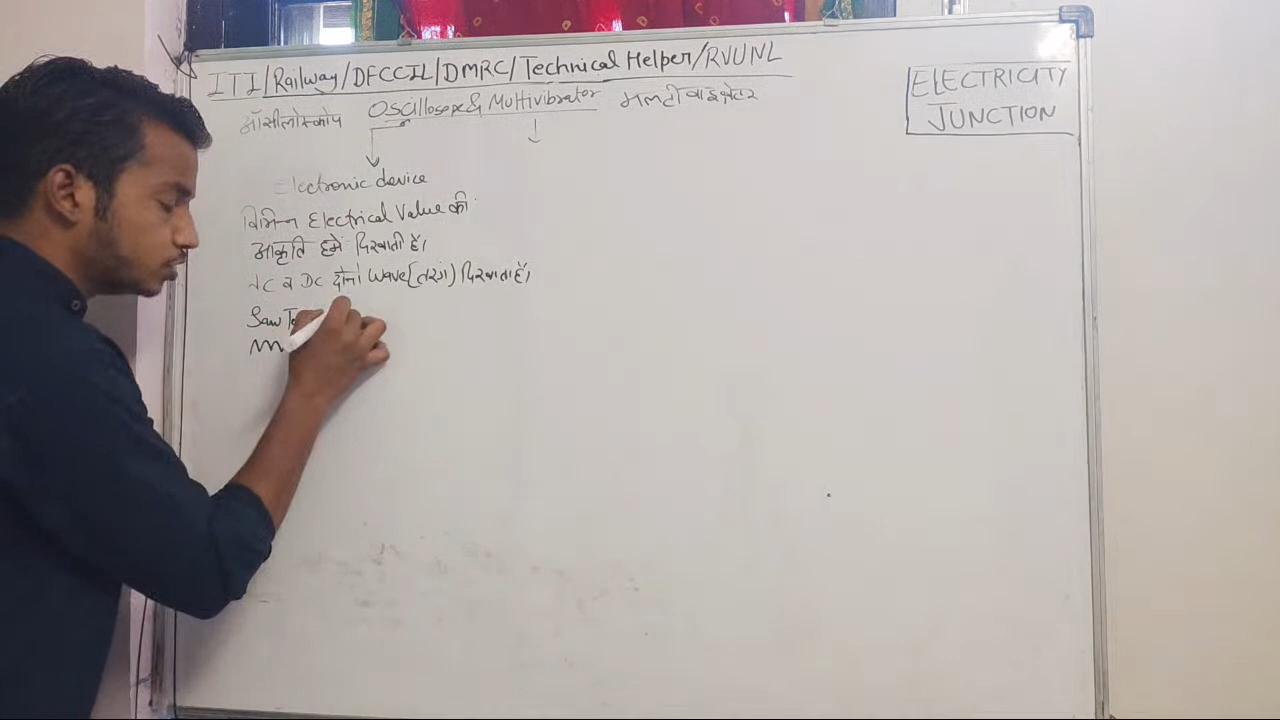 ITI/Railway/DFCCIL/DMRC/Technical Helper/RVUNL
ELECTRICITY
JUNCTION
ऑसीलोस्कोप Oscilloscope & Multivibrator मल्टीवाइब्रेटर
Electronic device
विभिन्न Electrical Value की
आकृति हमें दिखाती हैं।
व DC दोनों Wave(तरंग) दिखाता हैं।
Saw